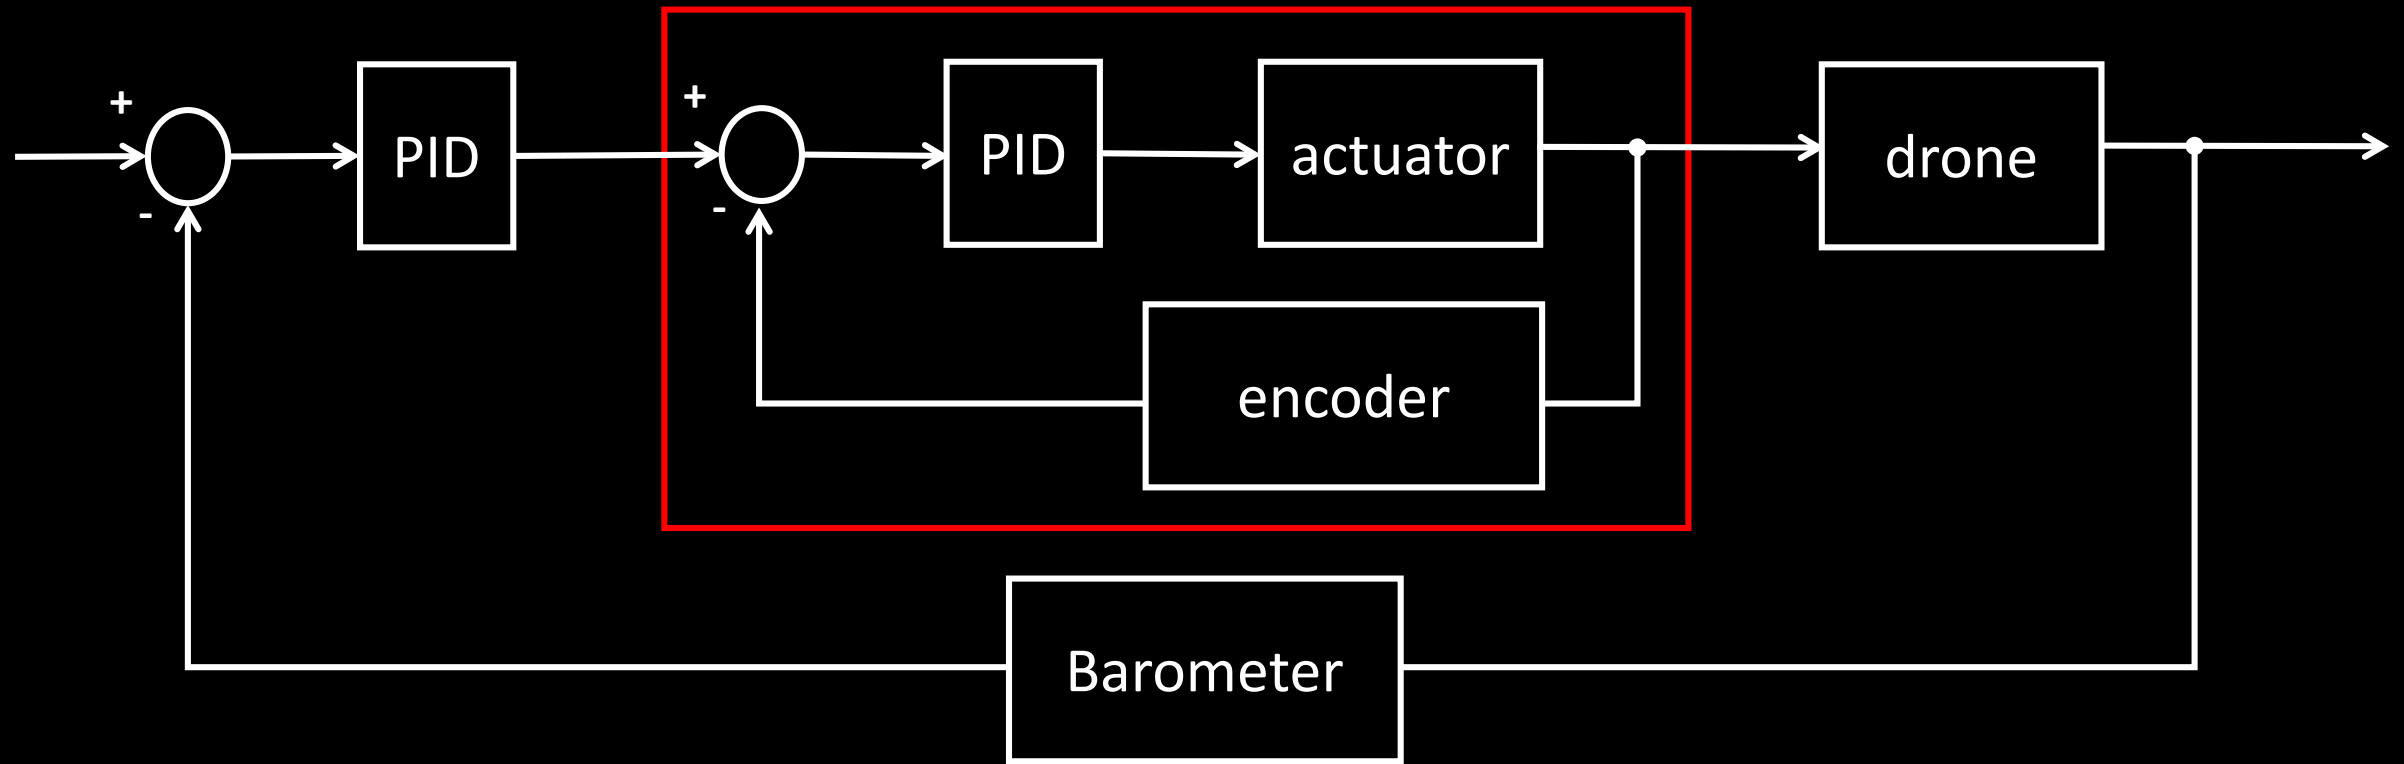 +
-
PID
+
-
PID
actuator
drone
encoder
Barometer